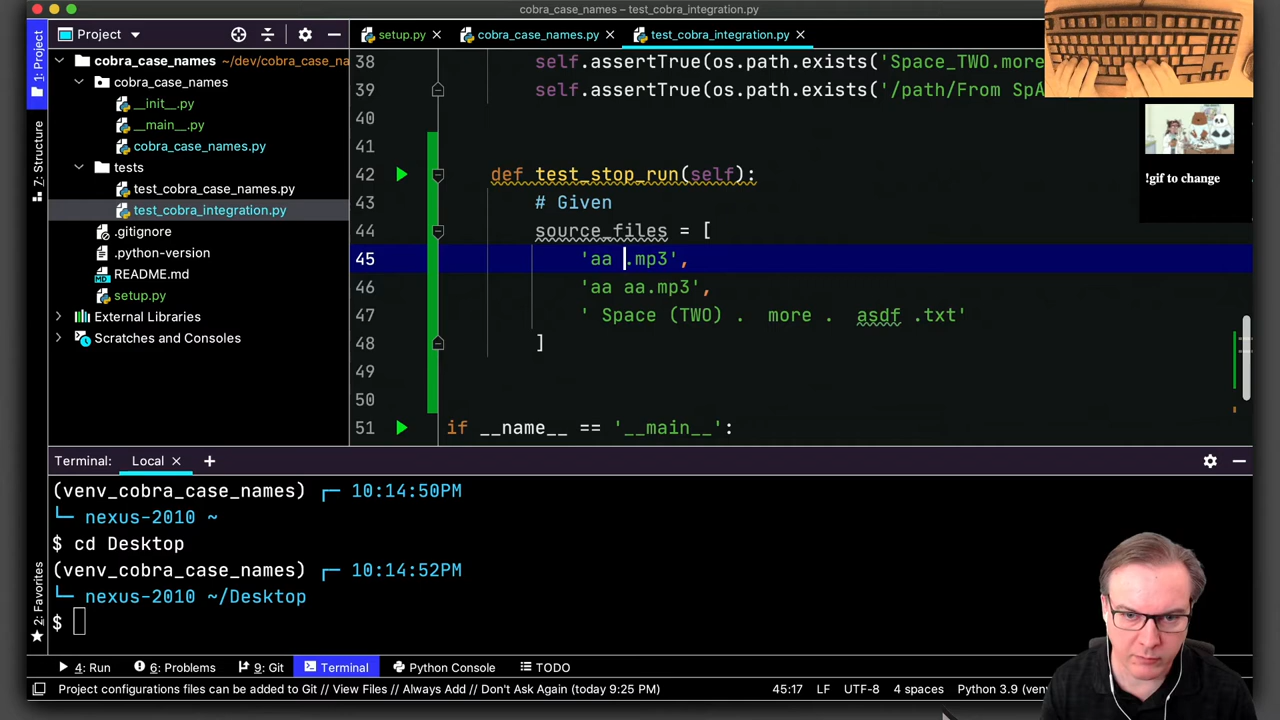 cobra_case_names – test_cobra_integration.py
Project
setup.py
cobra_case_names.py
test_cobra_integration.py
1: Project
7: Structure
2: Favorites
cobra_case_names ~/dev/cobra_case_na
cobra_case_names
__init__.py
__main__.py
cobra_case_names.py
tests
test_cobra_case_names.py
test_cobra_integration.py
.gitignore
.python-version
README.md
setup.py
External Libraries
Scratches and Consoles
38 self.assertTrue(os.path.exists('Space_TWO.more
39 self.assertTrue(os.path.exists('/path/From SpA
40
41
42 def test_stop_run(self):
43 # Given
44 source_files = [
45 'aa .mp3',
46 'aa aa.mp3',
47 ' Space (TWO) .  more .  asdf .txt'
48 ]
49
50
51 if __name__ == '__main__':
!gif to change
Terminal: Local
(venv_cobra_case_names) ┌─ 10:14:50PM
└─ nexus-2010 ~
$ cd Desktop
(venv_cobra_case_names) ┌─ 10:14:52PM
└─ nexus-2010 ~/Desktop
$
4: Run
6: Problems
9: Git
Terminal
Python Console
TODO
Project configurations files can be added to Git // View Files // Always Add // Don't Ask Again (today 9:25 PM)
45:17 LF UTF-8 4 spaces Python 3.9 (ven